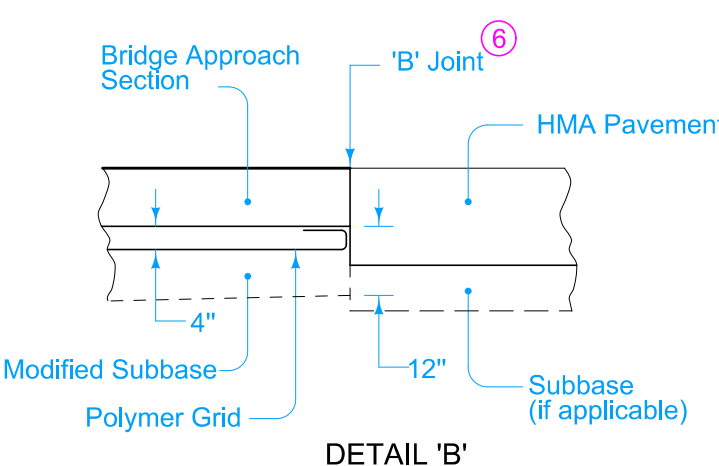 6
Bridge Approach
Section
'B' Joint
HMA Pavement
4"
12"
Modified Subbase
Polymer Grid
Subbase
(if applicable)
DETAIL 'B'